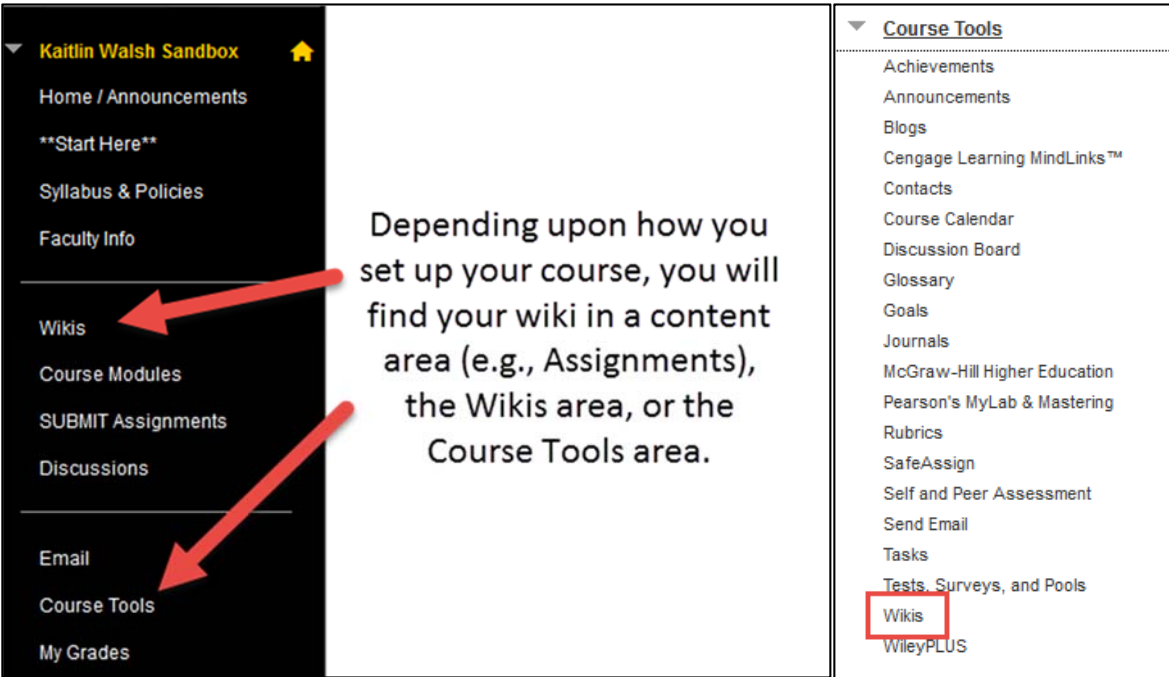 Kaitlin Walsh Sandbox
Home / Announcements
**Start Here**
Syllabus & Policies
Faculty Info
Wikis
Course Modules
SUBMIT Assignments
Discussions
Email
Course Tools
My Grades
Depending upon how you
set up your course, you will
find your wiki in a content
area (e.g., Assignments),
the Wikis area, or the
Course Tools area.
Course Tools
Achievements
Announcements
Blogs
Cengage Learning MindLinks™
Contacts
Course Calendar
Discussion Board
Glossary
Goals
Journals
McGraw-Hill Higher Education
Pearson's MyLab & Mastering
Rubrics
SafeAssign
Self and Peer Assessment
Send Email
Tasks
Tests, Surveys, and Pools
Wikis
WileyPLUS